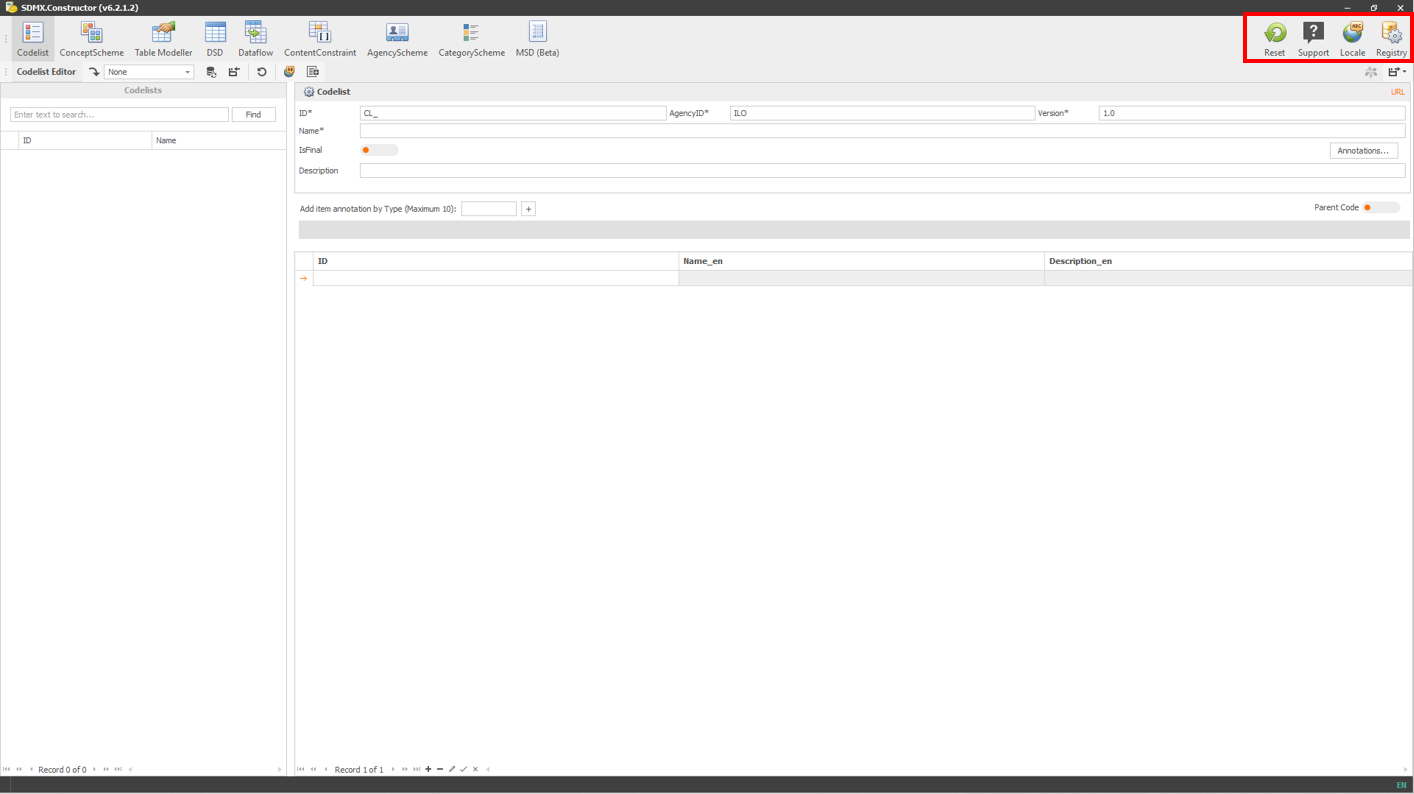 SDMX.Constructor (v6.2.1.2)
Codelist ConceptScheme Table Modeller DSD Dataflow ContentConstraint AgencyScheme CategoryScheme MSD (Beta) Reset Support Locale Registry
Codelist Editor None
Codelists
Enter text to search... Find
ID Name
Codelist URL
ID* CL_ AgencyID* ILO Version* 1.0
Name*
IsFinal Annotations...
Description
Add item annotation by Type (Maximum 10): + Parent Code
ID Name_en Description_en
Record 0 of 0 Record 1 of 1
EN